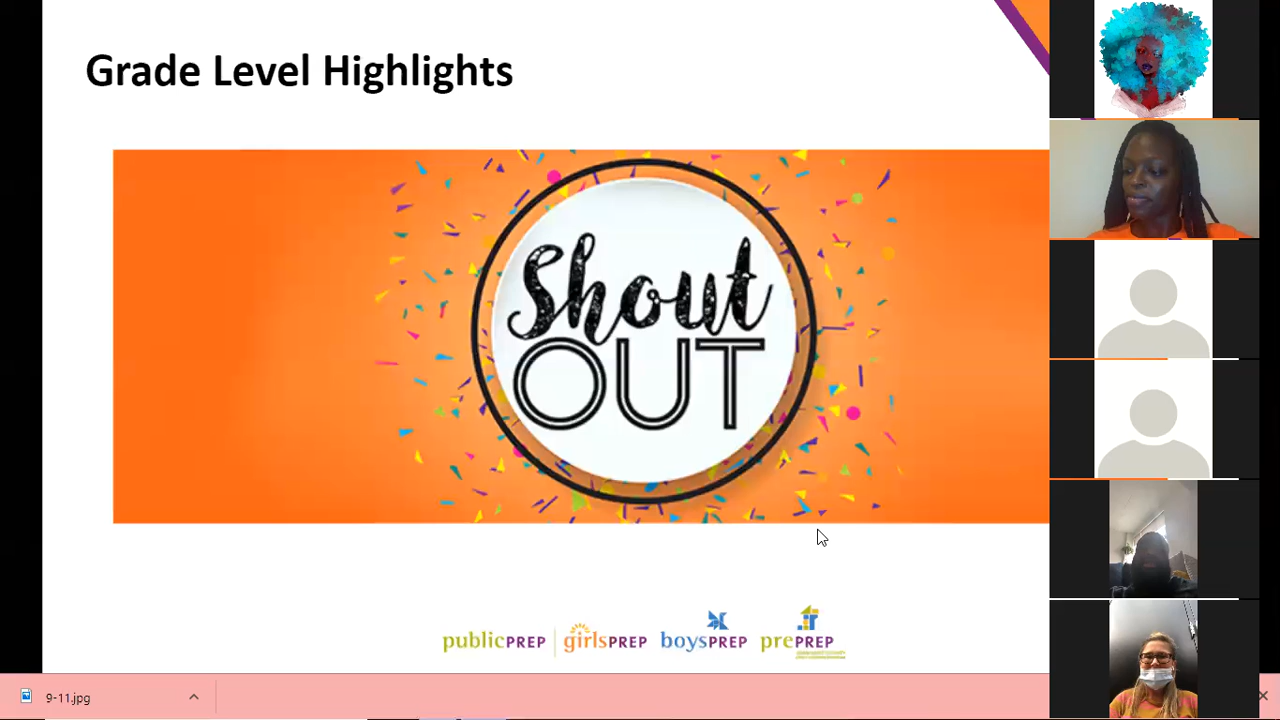 Grade Level Highlights
Shout
OUT
publicPREP girlsPREP boysPREP prePREP
9-11.jpg